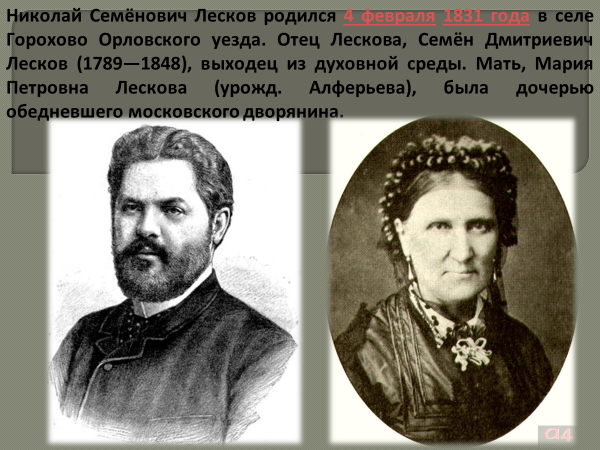 Николай Семёнович Лесков родился 4 февраля 1831 года в селе
Горохово Орловского уезда. Отец Лескова, Семён Дмитриевич
Лесков (1789—1848), выходец из духовной среды. Мать, Мария
Петровна Лескова (урожд. Алферьева), была дочерью
обедневшего московского дворянина.